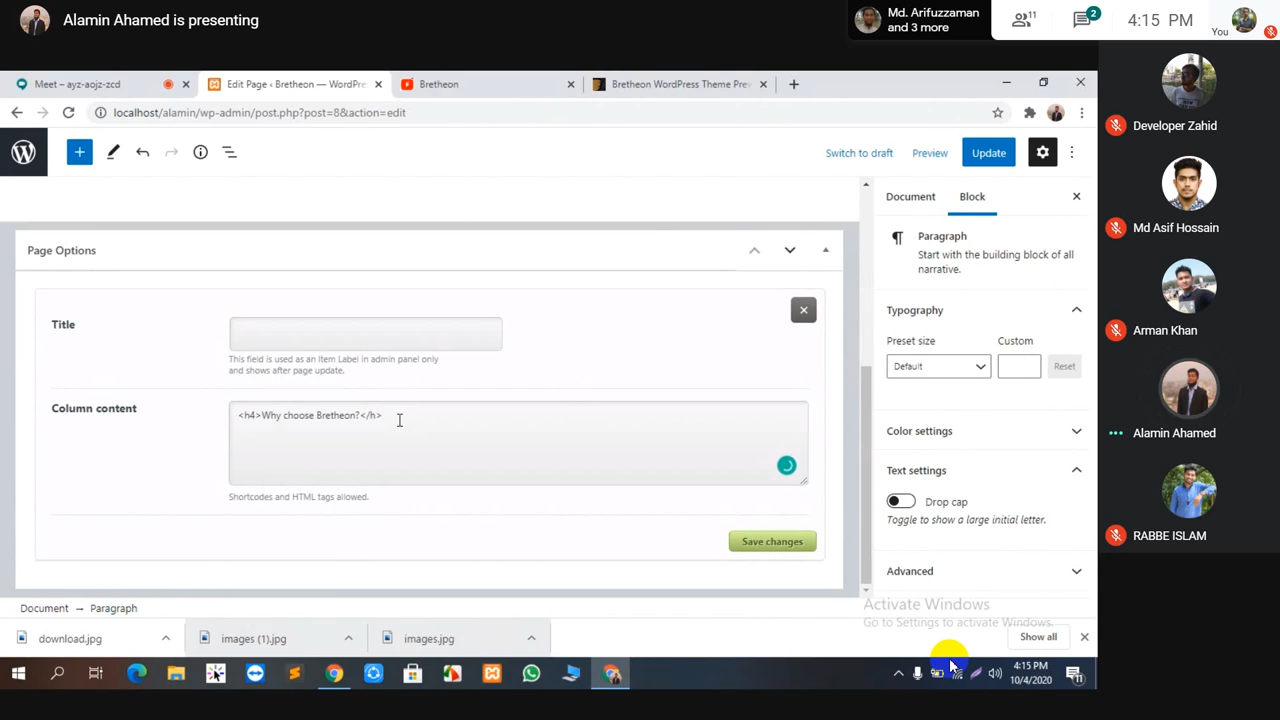 Alamin Ahamed is presenting
Md. Arifuzzaman
and 3 more
11
2
4:15 PM
You
Meet – ayz-aojz-zcd
Edit Page ‹ Bretheon — WordPre
Bretheon
Bretheon WordPress Theme Pre
localhost/alamin/wp-admin/post.php?post=8&action=edit
Switch to draft
Preview
Update
Document
Block
Page Options
Paragraph
Start with the building block of all
narrative.
Title
This field is used as an Item Label in admin panel only
and shows after page update.
Typography
Preset size
Custom
Default
Reset
Column content
<h4>Why choose Bretheon?</h>
Shortcodes and HTML tags allowed.
Color settings
Text settings
Drop cap
Toggle to show a large initial letter.
Save changes
Advanced
Document → Paragraph
Activate Windows
Go to Settings to activate Windows.
download.jpg
images (1).jpg
images.jpg
Show all
4:15 PM
10/4/2020
Developer Zahid
Md Asif Hossain
Arman Khan
Alamin Ahamed
RABBE ISLAM